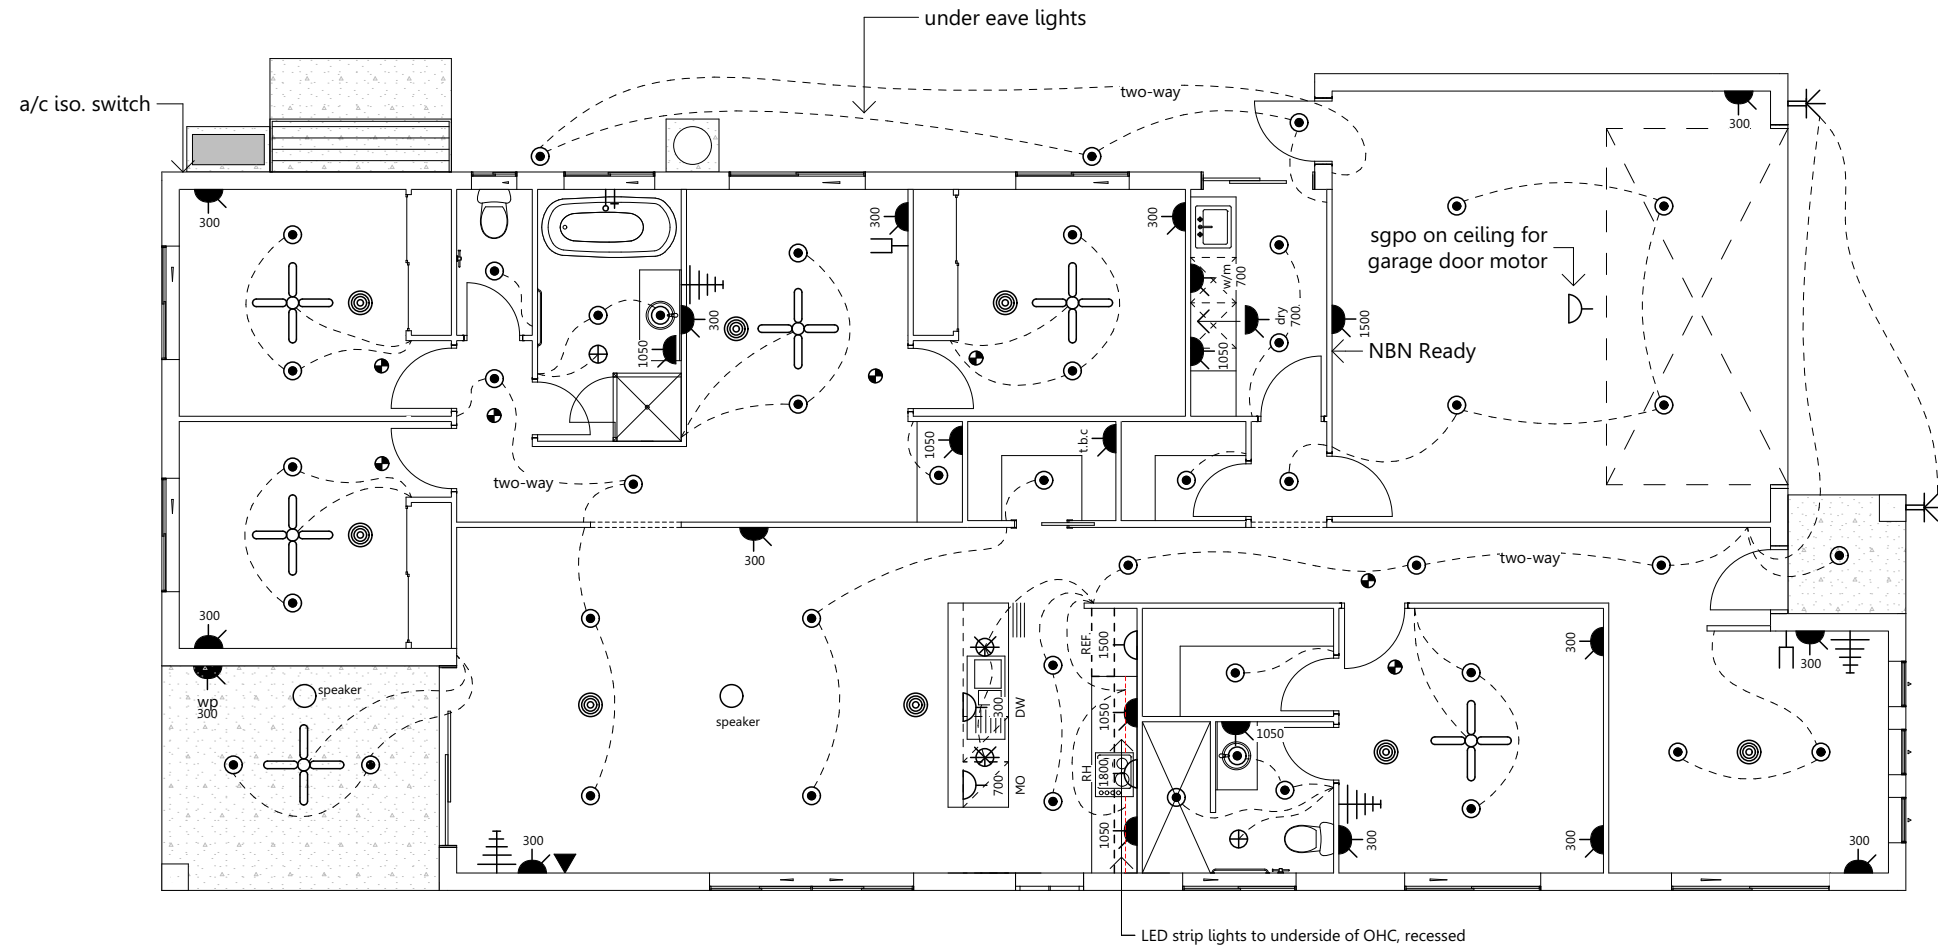 under eave lights
a/c iso. switch
two-way
300
300
300
300
sgpo on ceiling for
garage door motor
w/m
700
300
1050
dry
700
1050
1500
NBN Ready
1050
t.b.c
two-way
300
two-way
300
wp
300
speaker
speaker
REF.
1500
300
DW
1050
300
300
1050
RH
1800
700
MO
1050
300
300
300
300
LED strip lights to underside of OHC, recessed